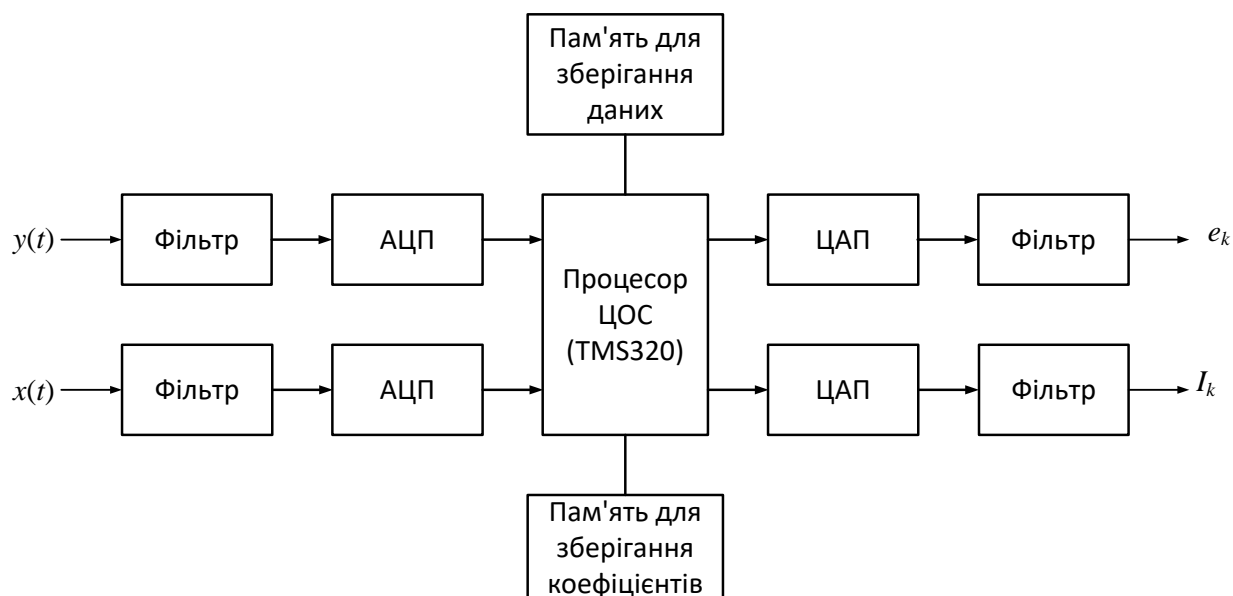 Пам'ять для
зберігання
даних
y(t)
Фільтр
АЦП
ЦАП
Фільтр
e_k
Процесор
ЦОС
(TMS320)
x(t)
Фільтр
АЦП
ЦАП
Фільтр
I_k
Пам'ять для
зберігання
коефіцієнтів